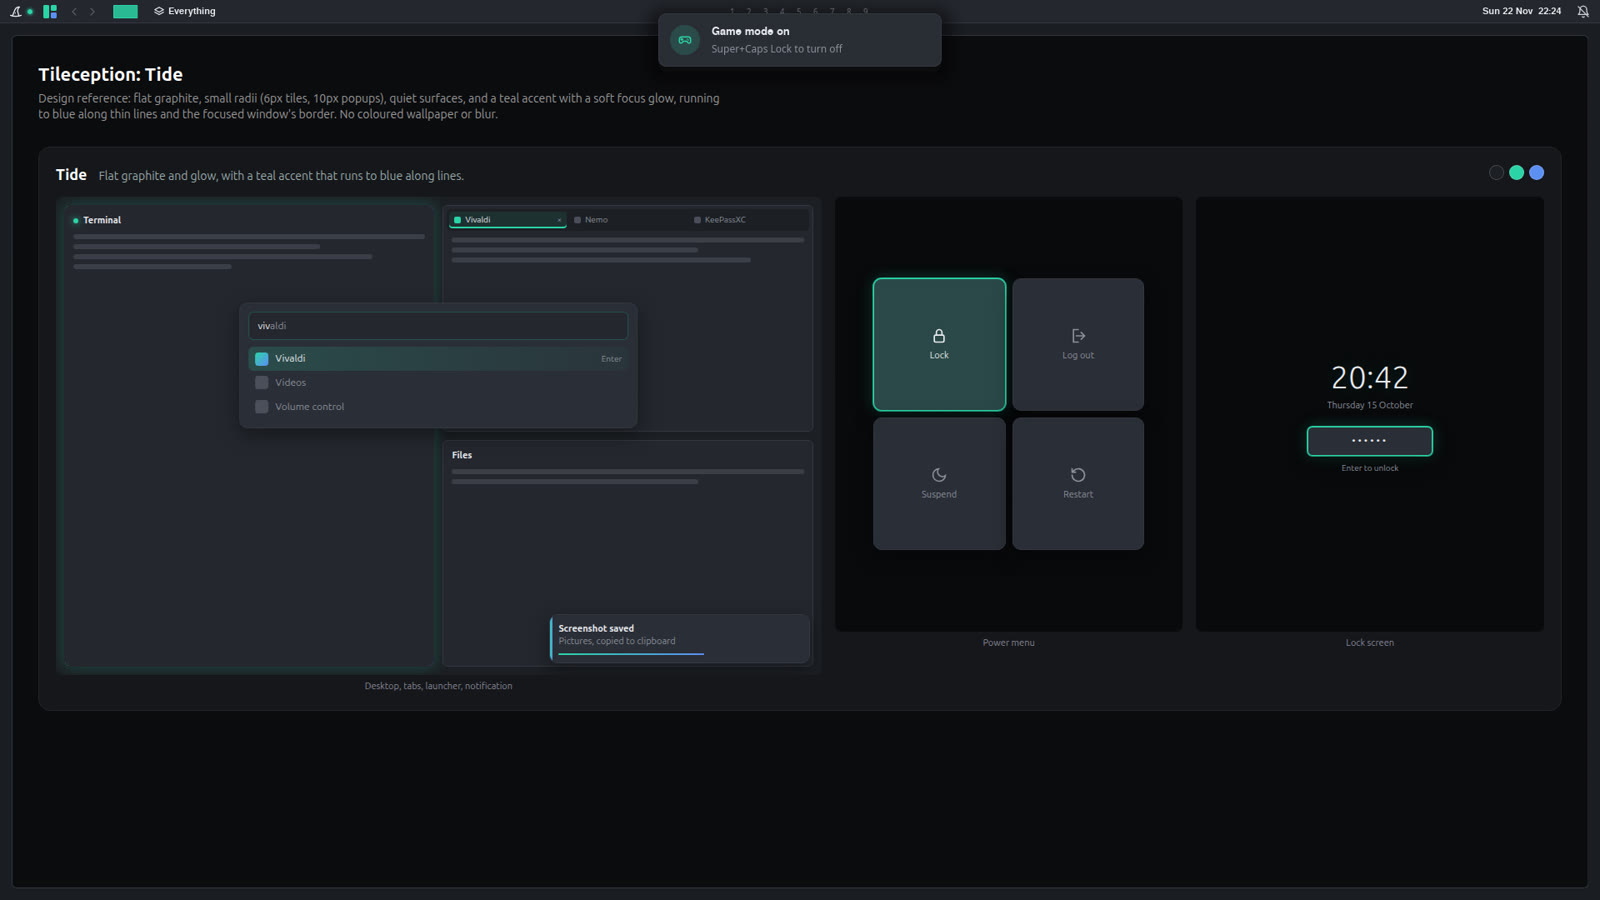 Everything
1 2 3 4 5 6 7 8 9
Sun 22 Nov 22:24
Game mode on
Super+Caps Lock to turn off
Tileception: Tide
Design reference: flat graphite, small radii (6px tiles, 10px popups), quiet surfaces, and a teal accent with a soft focus glow, running
to blue along thin lines and the focused window's border. No coloured wallpaper or blur.
Tide Flat graphite and glow, with a teal accent that runs to blue along lines.
Terminal
Vivaldi × Nemo KeePassXC
vivaldi
Vivaldi Enter
Videos
Volume control
Files
Screenshot saved
Pictures, copied to clipboard
Desktop, tabs, launcher, notification
Lock
Log out
Suspend
Restart
Power menu
20:42
Thursday 15 October
••••••
Enter to unlock
Lock screen